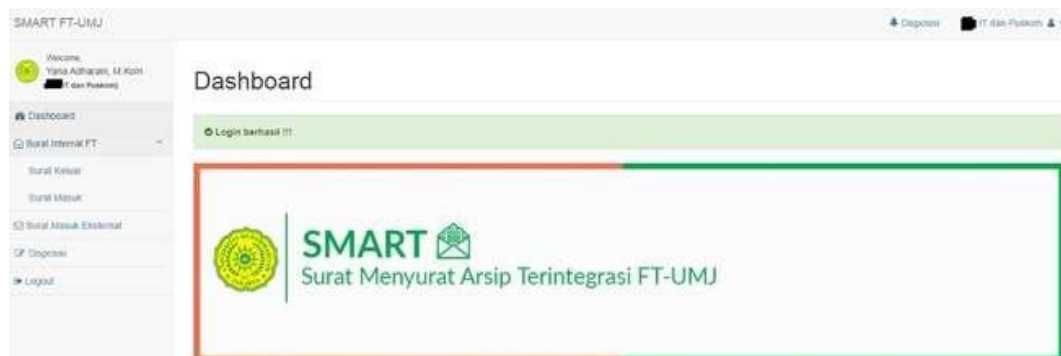 SMART FT-UMJ
Disposisi
IT dan Puskom
Welcome,
Yana Adharani, M.Kom
IT dan Puskom)
Dashboard
Dashboard
Login berhasil !!!
Surat Internal FT
Surat Keluar
Surat Masuk
Surat Masuk Eksternal
Disposisi
Logout
SMART
Surat Menyurat Arsip Terintegrasi FT-UMJ